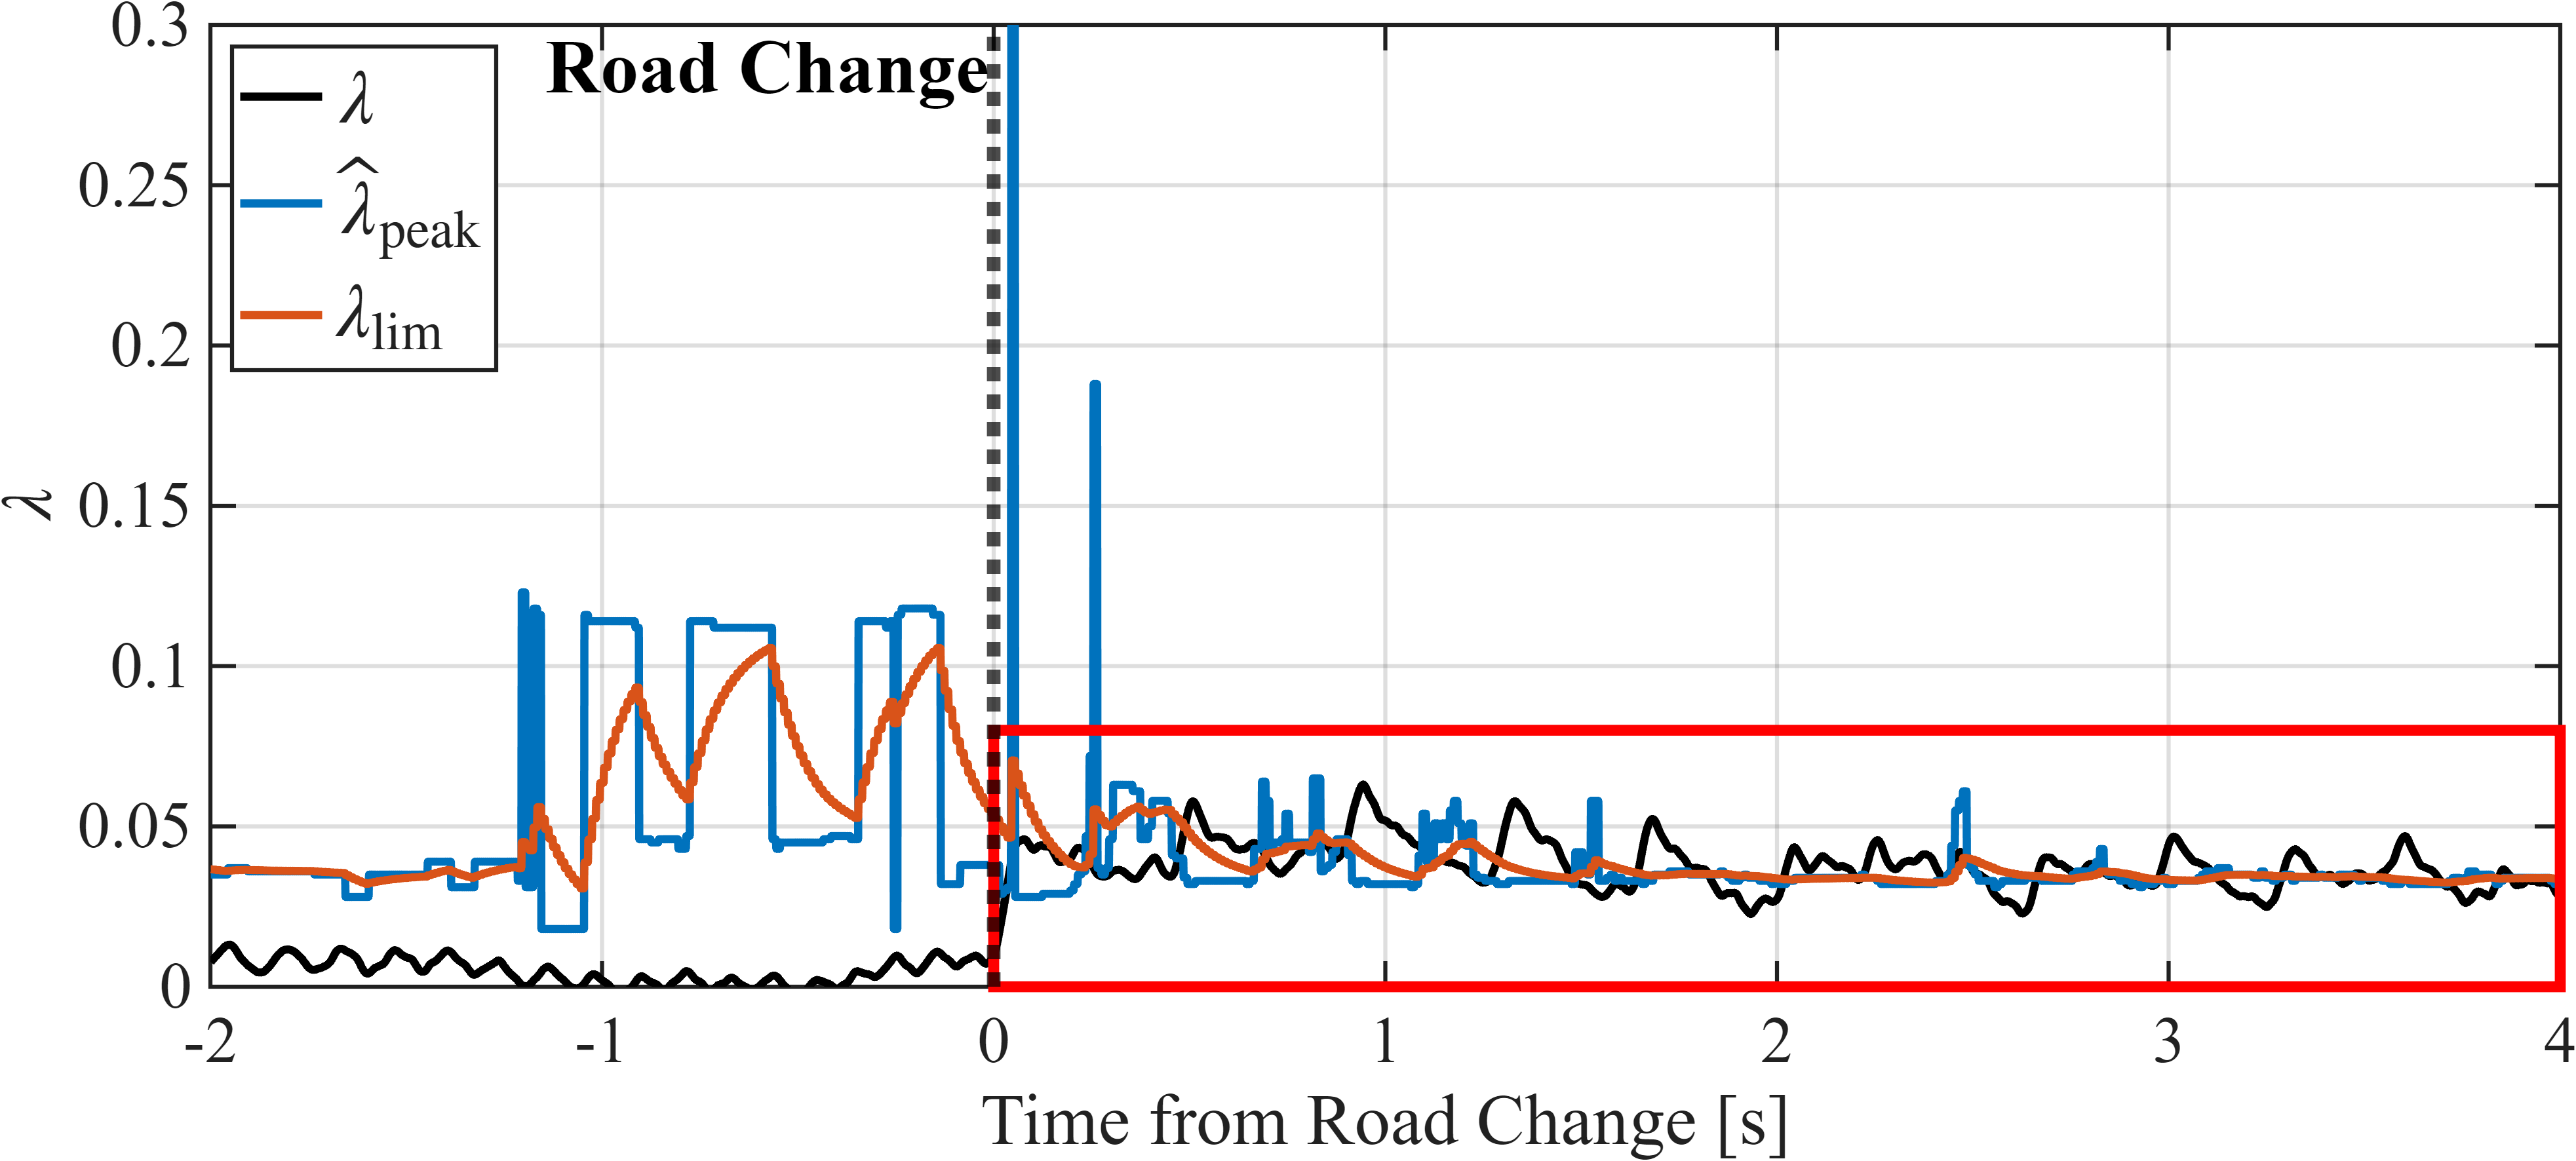 0.3
0.25
0.2
0.15
0.1
0.05
0
λ
λ
λ̂peak
λlim
Road Change
-2 -1 0 1 2 3 4
Time from Road Change [s]